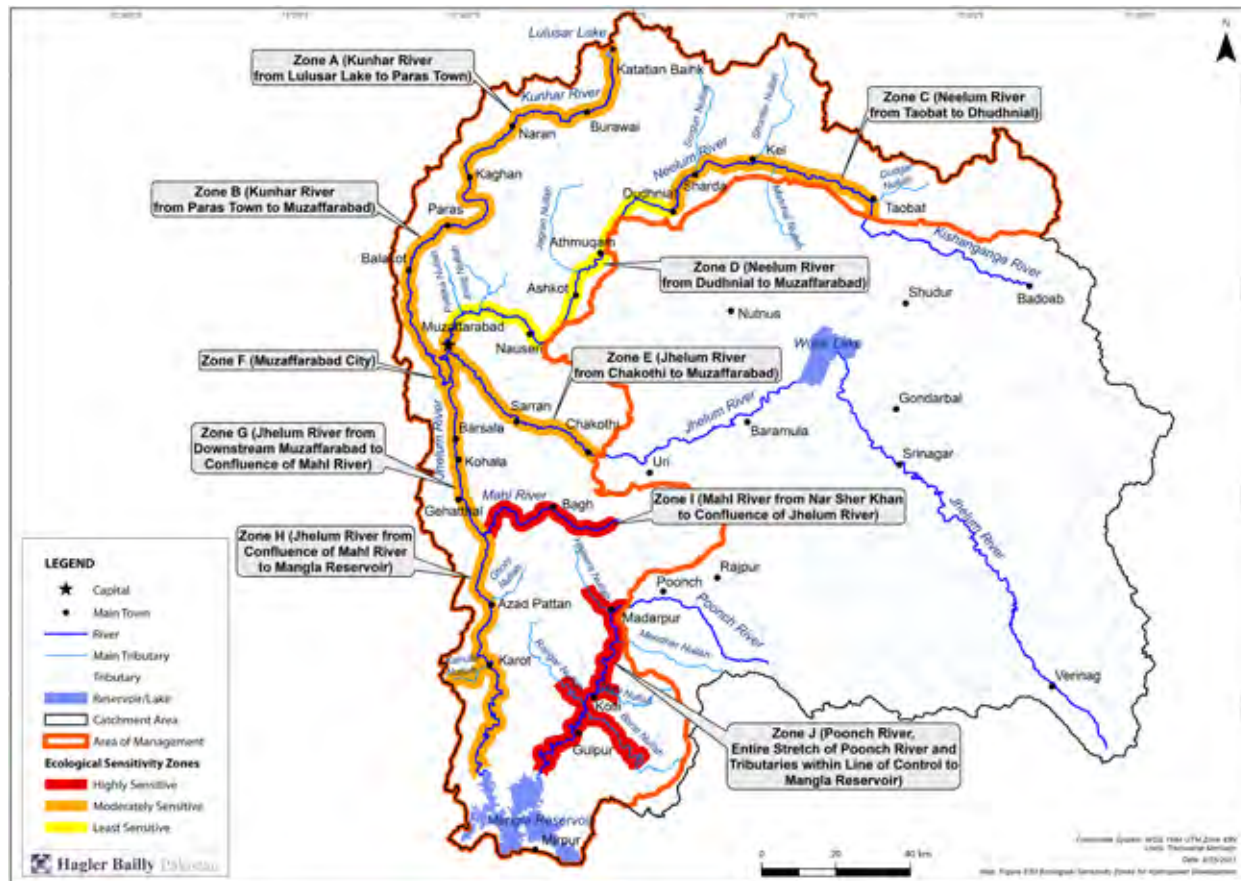 N
Lulusar Lake
Katatian Baihk
Zone A (Kunhar River
from Lulusar Lake to Paras Town)
Kunhar River
Burawai
Naran
Zone C (Neelum River
from Taobat to Dhudhnial)
Kel
Neelum River
Sharda
Dudhnial
Taobat
Kaghan
Zone B (Kunhar River
from Paras Town to Muzaffarabad)
Paras
Jagran Nullah
Athmuqam
Kishanganga River
Balakot
Zone D (Neelum River
from Dudhnial to Muzaffarabad)
Ashkot
Shudur
Badoab
Nutnus
Muzaffarabad
Nauseri
Zone F (Muzaffarabad City)
Zone E (Jhelum River
from Chakothi to Muzaffarabad)
Sarran
Chakothi
Jhelum River
Baramula
Gondarbal
Uri
Srinagar
Jhelum River
Zone G (Jhelum River from
Downstream Muzaffarabad to
Confluence of Mahl River)
Jhelum River
Barsala
Kohala
Gehatthal
Mahl River
Bagh
Zone I (Mahl River from Nar Sher Khan
to Confluence of Jhelum River)
Zone H (Jhelum River from
Confluence of Mahl River
to Mangla Reservoir)
Azad Pattan
Rajpur
Poonch
Poonch River
Madarpur
Mendhar Nullah
Karot
Kotli
Gulpur
Verinag
Zone J (Poonch River,
Entire Stretch of Poonch River and
Tributaries within Line of Control to
Mangla Reservoir)
Mangla Reservoir
Mirpur
LEGEND
Capital
Main Town
River
Main Tributary
Tributary
Reservoir/Lake
Catchment Area
Area of Management
Ecological Sensitivity Zones
Highly Sensitive
Moderately Sensitive
Least Sensitive
Hagler Bailly Pakistan
0 20 40 km